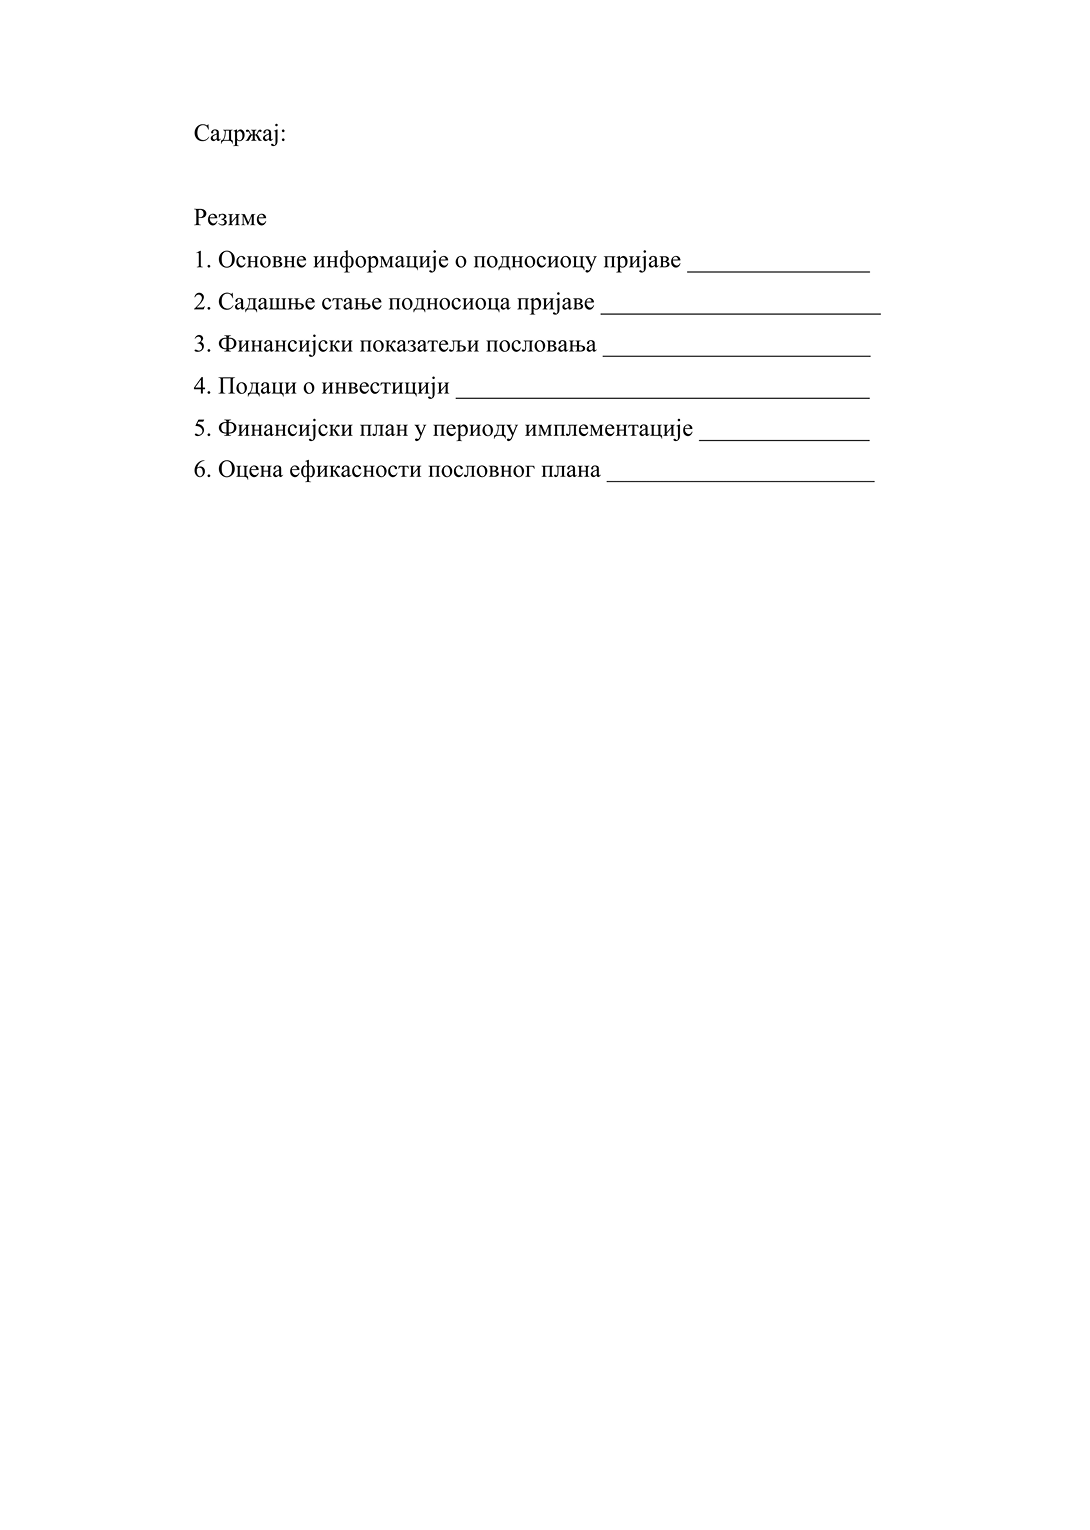 Садржај:
Резиме
1. Основне информације о подносиоцу пријаве _______________
2. Садашње стање подносиоца пријаве _______________________
3. Финансијски показатељи пословања ______________________
4. Подаци о инвестицији __________________________________
5. Финансијски план у периоду имплементације ______________
6. Оцена ефикасности пословног плана ______________________